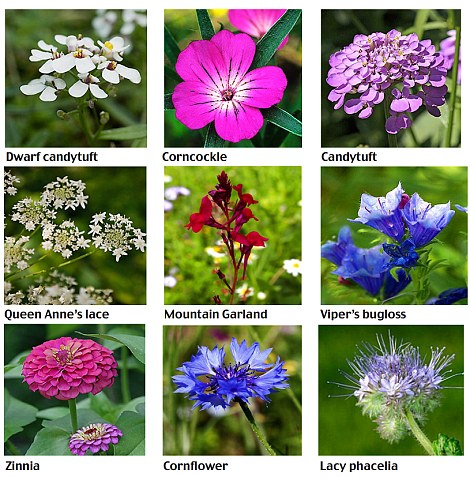 Dwarf candytuft
Corncockle
Candytuft
Queen Anne's lace
Mountain Garland
Viper's bugloss
Zinnia
Cornflower
Lacy phacelia